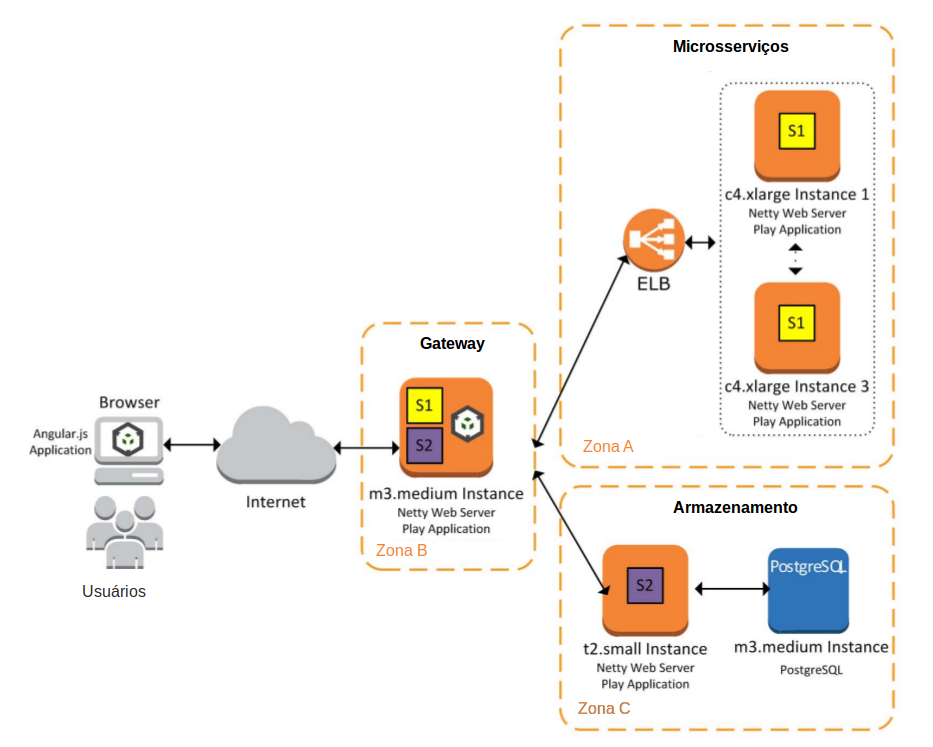 Microsserviços
S1
c4.xlarge Instance 1
Netty Web Server
Play Application
ELB
S1
c4.xlarge Instance 3
Netty Web Server
Play Application
Zona A
Gateway
S1
S2
m3.medium Instance
Netty Web Server
Play Application
Zona B
Browser
Angular.js
Application
Internet
Usuários
Armazenamento
S2
t2.small Instance
Netty Web Server
Play Application
PostgreSQL
m3.medium Instance
PostgreSQL
Zona C